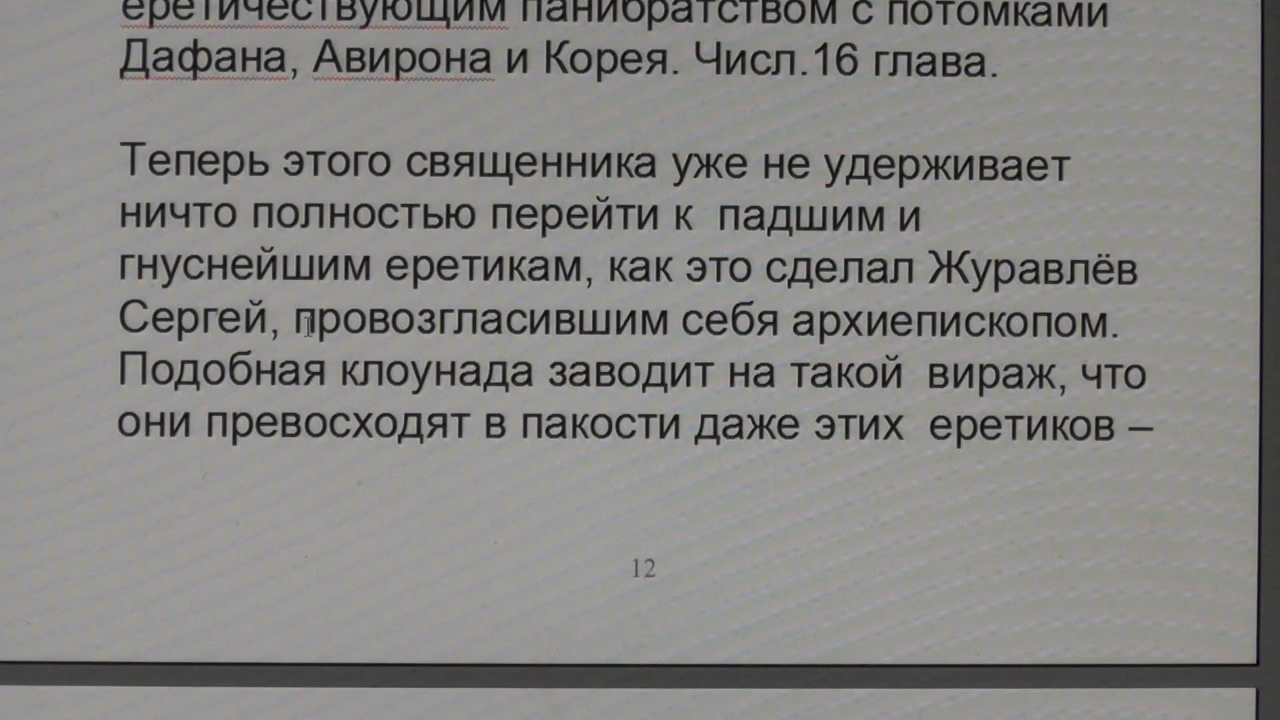 еретичествующим панибратством с потомками
Дафана, Авирона и Корея. Числ.16 глава.
Теперь этого священника уже не удерживает
ничто полностью перейти к  падшим и
гнуснейшим еретикам, как это сделал Журавлёв
Сергей, провозгласившим себя архиепископом.
Подобная клоунада заводит на такой  вираж, что
они превосходят в пакости даже этих  еретиков –
12